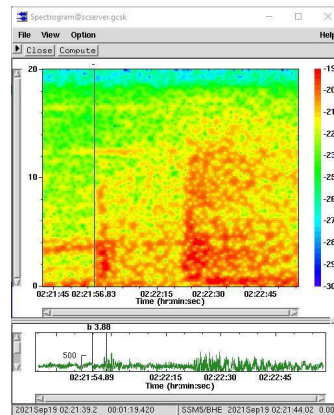 Spectrogram@scserver.gcsk
File View Option Help
Close Compute
20
10
0
-19
-20
-21
-22
-23
-24
-25
-26
-27
-28
-29
-30
02:21:45 02:21:56.83 02:22:15 02:22:30 02:22:45
Time (hr:min:sec)
b 3.88
500
02:21:54.89 02:22:15 02:22:30 02:22:45
Time (hr:min:sec)
2021Sep19 02:21:39.2 00:01:19.420 SSM5/BHE 2021Sep19 02:21:44.02 0.00